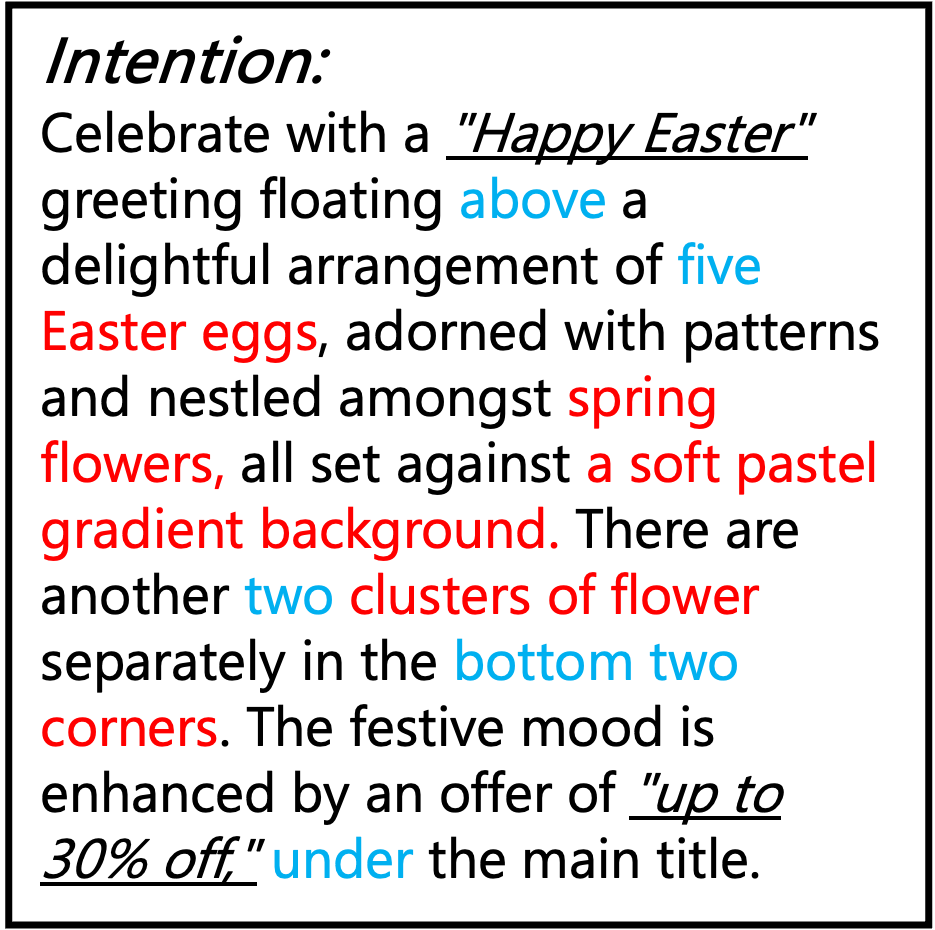 Intention:
Celebrate with a "Happy Easter"
greeting floating above a
delightful arrangement of five
Easter eggs, adorned with patterns
and nestled amongst spring
flowers, all set against a soft pastel
gradient background. There are
another two clusters of flower
separately in the bottom two
corners. The festive mood is
enhanced by an offer of "up to
30% off," under the main title.